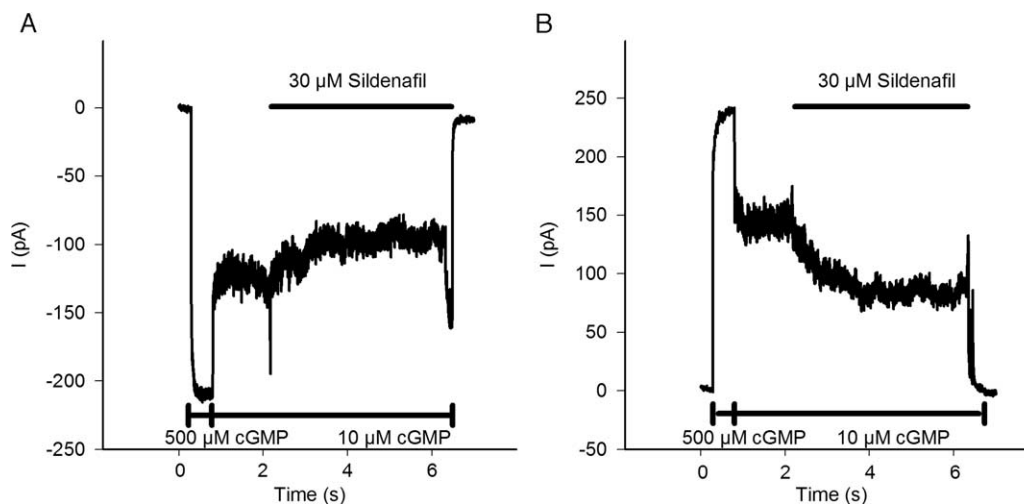 A
30 µM Sildenafil
0
-50
-100
-150
-200
-250
I (pA)
500 µM cGMP
10 µM cGMP
0
2
4
6
Time (s)
B
30 µM Sildenafil
250
200
150
100
50
0
-50
I (pA)
500 µM cGMP
10 µM cGMP
0
2
4
6
Time (s)